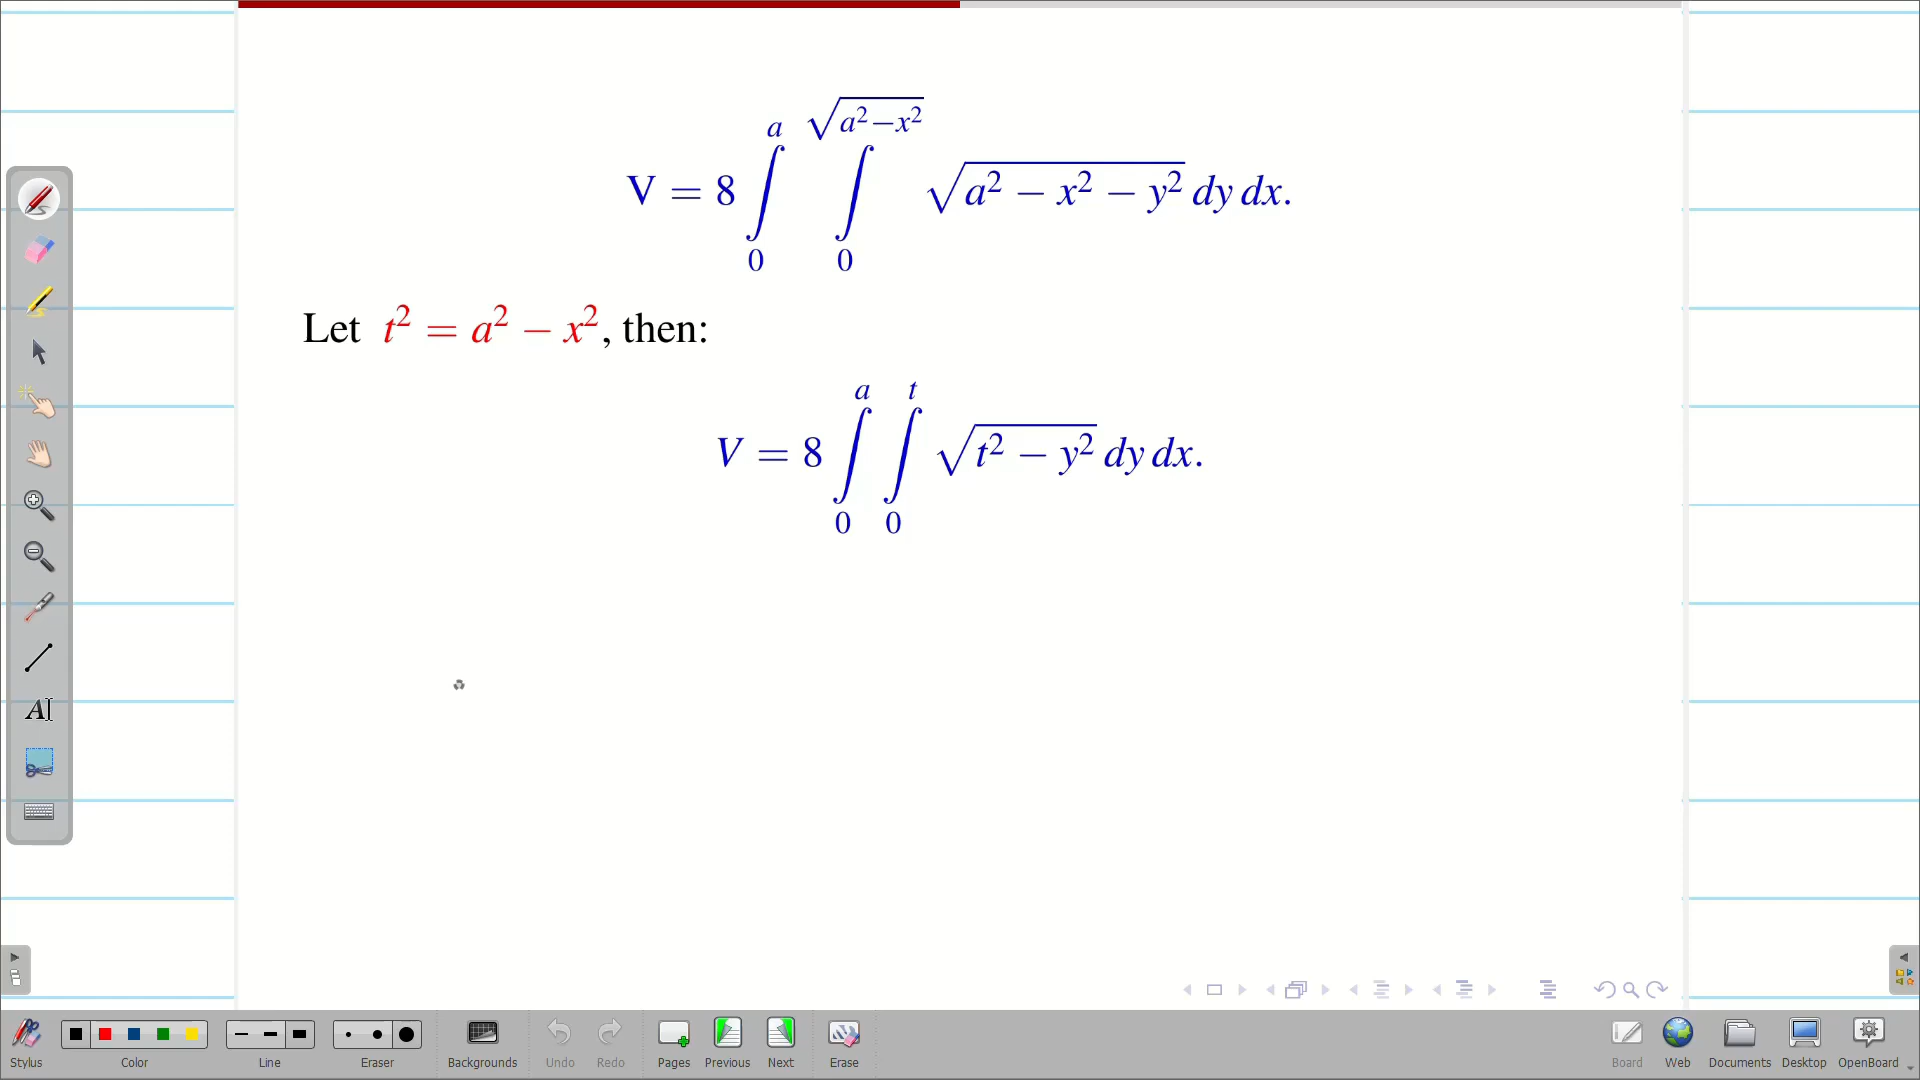 V = 8 ∫₀^a ∫₀^√(a²−x²) √(a² − x² − y²) dy dx.
Let t² = a² − x², then:
V = 8 ∫₀^a ∫₀^t √(t² − y²) dy dx.
Stylus Color Line Eraser Backgrounds Undo Redo Pages Previous Next Erase Board Web Documents Desktop OpenBoard